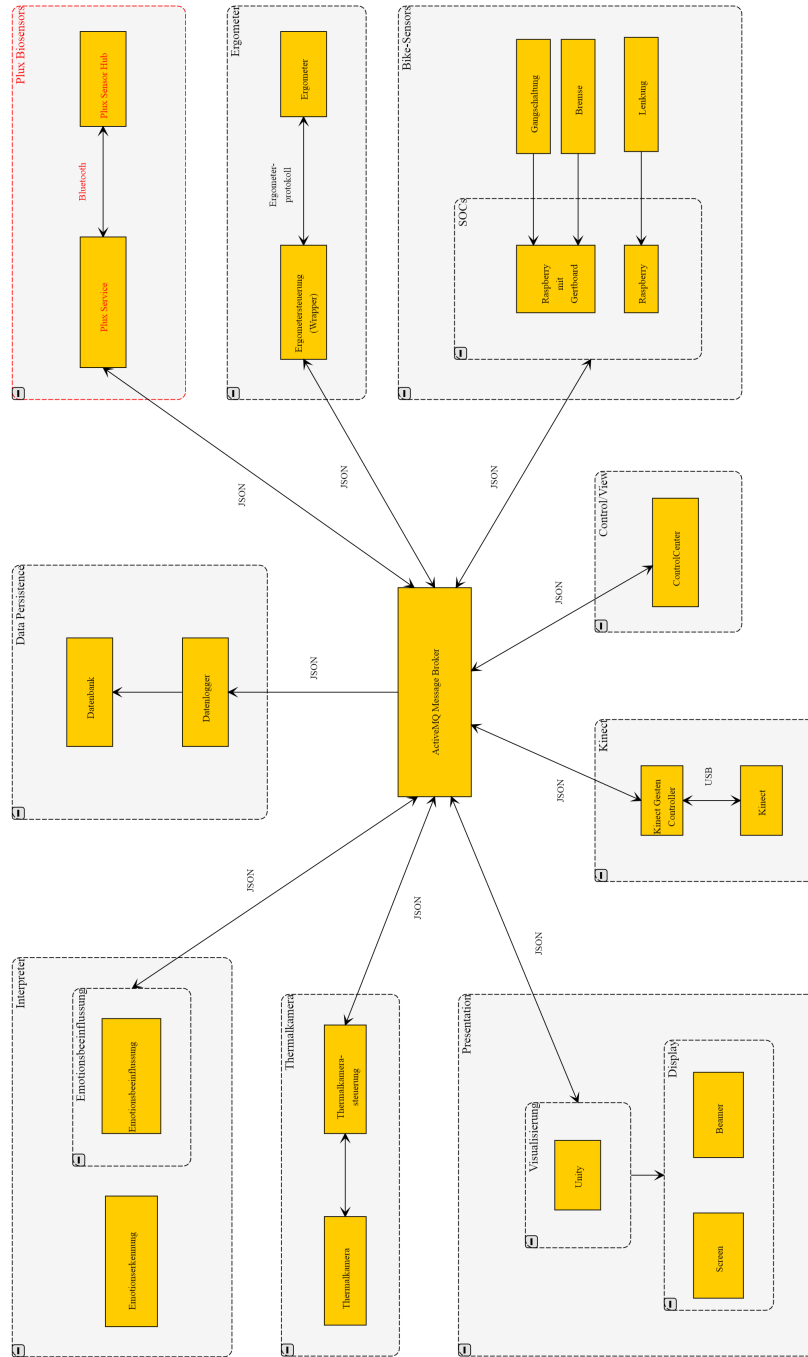 Interpreter
Emotionserkennung
Emotionsbeeinflussung
Emotionsbeeinflussung
JSON
Data Persistence
Datenbank
Datenlogger
JSON
Plux Biosensors
Plux Service
Bluetooth
Plux Sensor Hub
JSON
Thermalkamera
Thermalkamera
Thermalkamera-
steuerung
JSON
ActiveMQ Message Broker
Ergometer
Ergometersteuerung
(Wrapper)
Ergometer-
protokoll
Ergometer
JSON
Presentation
Visualisierung
Unity
Display
Screen
Beamer
JSON
Kinect
Kinect Gesten
Controller
USB
Kinect
JSON
Control/View
ControlCenter
JSON
Bike-Sensors
SOCs
Raspberry
mit
Gertboard
Raspberry
Gangschaltung
Bremse
Lenkung
JSON